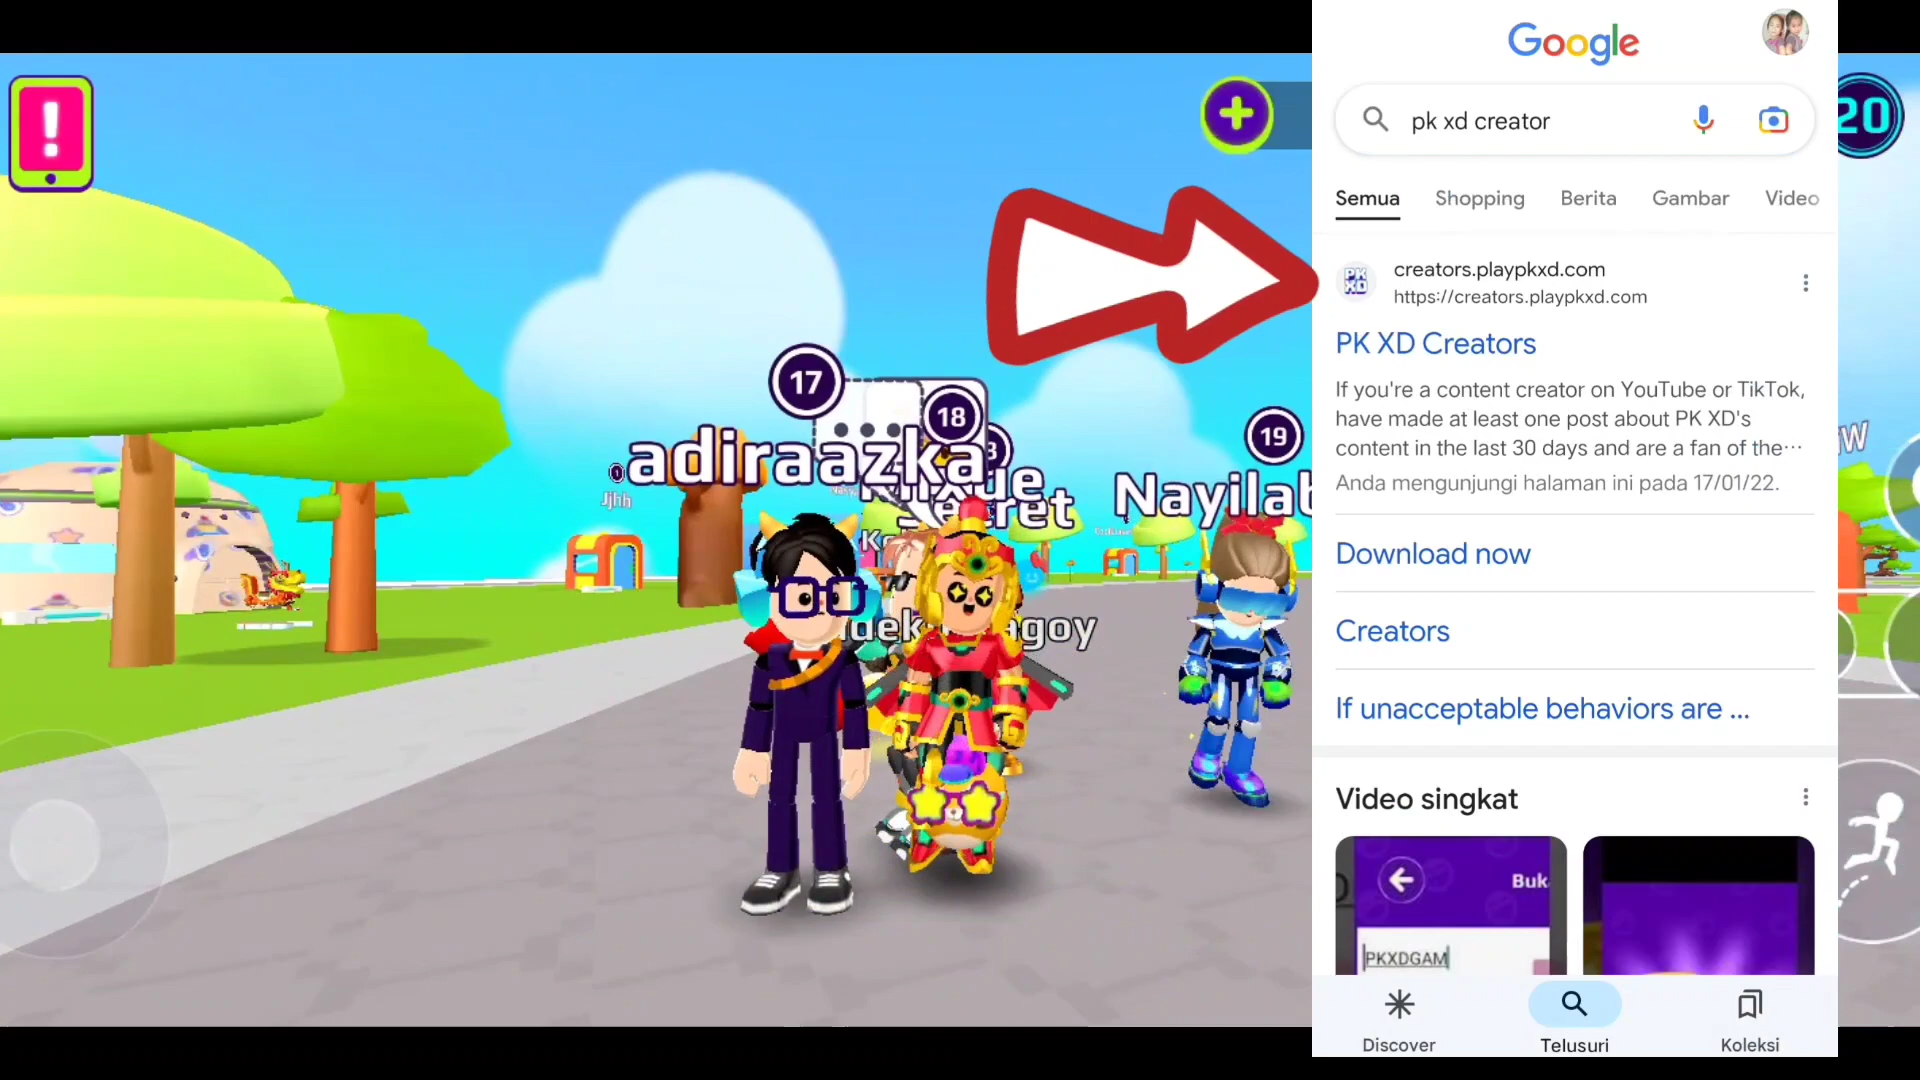 !
17
18
19
adiraazka
Jjhh
Nayilab
20
Google
pk xd creator
Semua Shopping Berita Gambar Video
PK XD
creators.playpkxd.com
https://creators.playpkxd.com
PK XD Creators
If you're a content creator on YouTube or TikTok,
have made at least one post about PK XD's
content in the last 30 days and are a fan of the···
Anda mengunjungi halaman ini pada 17/01/22.
Download now
Creators
If unacceptable behaviors are ...
Video singkat
Buk
PKXDGAM
Discover Telusuri Koleksi